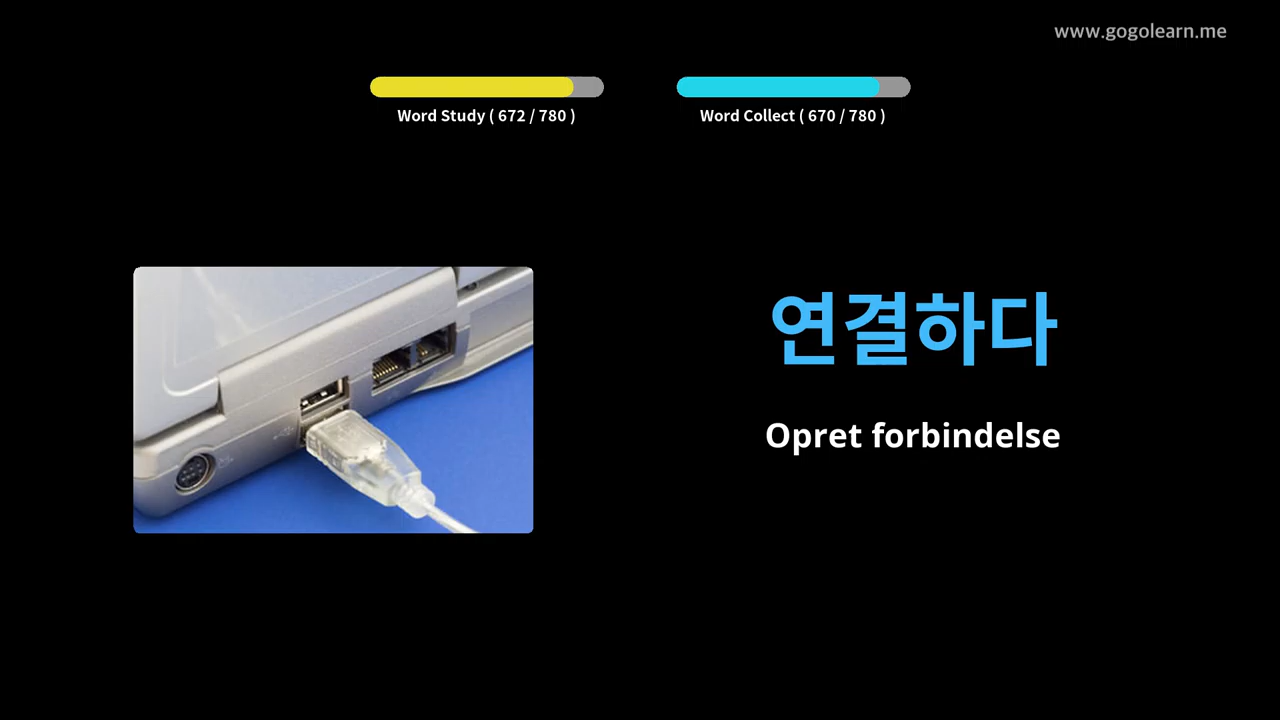 www.gogolearn.me
Word Study ( 672 / 780 )
Word Collect ( 670 / 780 )
연결하다
Opret forbindelse